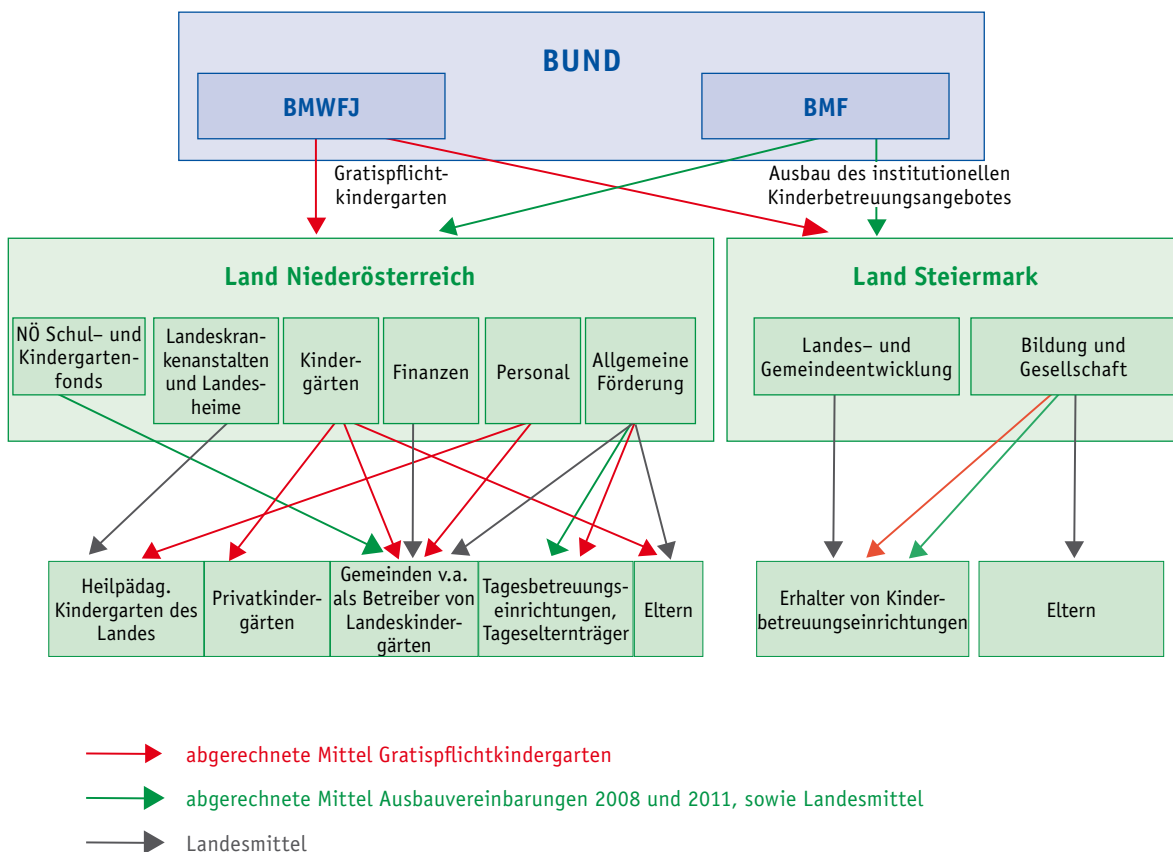 BUND
BMWFJ
BMF
Gratispflicht-
kindergarten
Ausbau des institutionellen
Kinderbetreuungsangebotes
Land Niederösterreich
Land Steiermark
NÖ Schul- und
Kindergarten-
fonds
Landeskran-
kenanstalten
und Landes-
heime
Kinder-
gärten
Finanzen
Personal
Allgemeine
Förderung
Landes- und
Gemeindeentwicklung
Bildung und
Gesellschaft
Heilpädag.
Kindergarten des
Landes
Privatkinder-
gärten
Gemeinden v.a.
als Betreiber von
Landeskinder-
gärten
Tagesbetreuungs-
einrichtungen,
Tageselternträger
Eltern
Erhalter von Kinder-
betreuungseinrichtungen
Eltern
abgerechnete Mittel Gratispflichtkindergarten
abgerechnete Mittel Ausbauvereinbarungen 2008 und 2011, sowie Landesmittel
Landesmittel